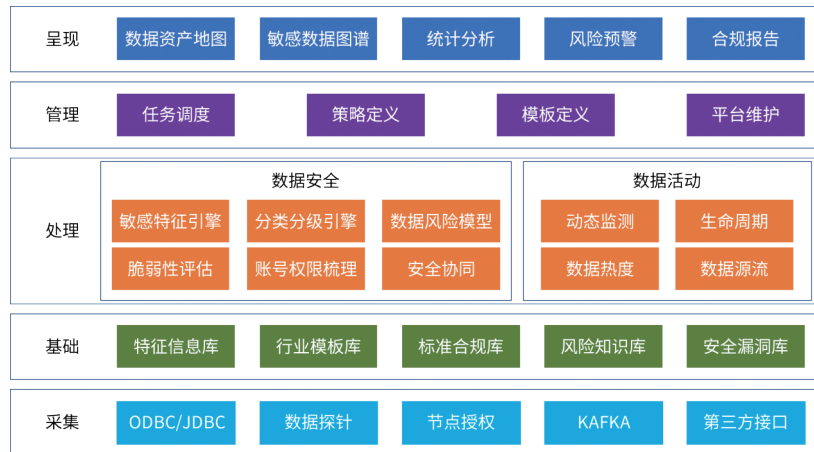 呈现
数据资产地图
敏感数据图谱
统计分析
风险预警
合规报告
管理
任务调度
策略定义
模板定义
平台维护
处理
数据安全
敏感特征引擎
分类分级引擎
数据风险模型
脆弱性评估
账号权限梳理
安全协同
数据活动
动态监测
生命周期
数据热度
数据源流
基础
特征信息库
行业模板库
标准合规库
风险知识库
安全漏洞库
采集
ODBC/JDBC
数据探针
节点授权
KAFKA
第三方接口